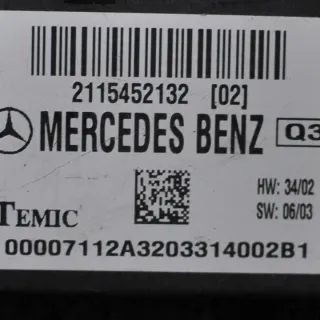 2115452132 [02]
MERCEDES BENZ Q3
HW: 34/02
TEMIC SW: 06/03
00007112A3203314002B1